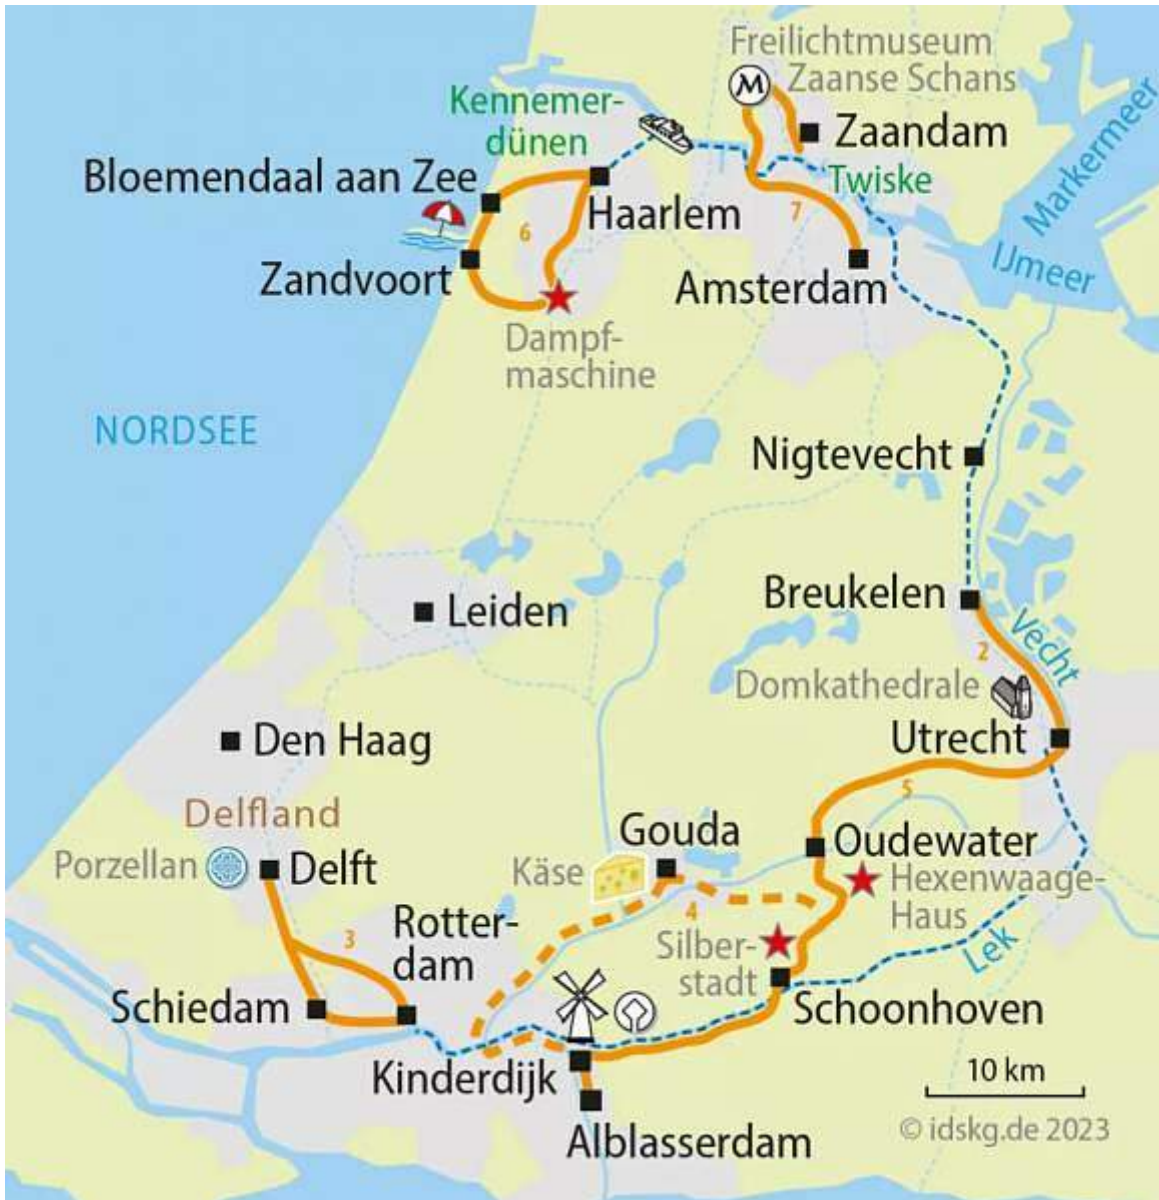 Freilichtmuseum
Zaanse Schans
M
Kennemer-
dünen
Zaandam
Markermeer
Bloemendaal aan Zee
Twiske
Haarlem
7
6
IJmeer
Zandvoort
Amsterdam
Dampf-
maschine
NORDSEE
Nigtevecht
Breukelen
Leiden
Vecht
2
Domkathedrale
Den Haag
Utrecht
5
Delfland
Gouda
Oudewater
Porzellan
Delft
Käse
Hexenwaage-
Haus
4
Rotter-
dam
3
Silber-
stadt
Lek
Schiedam
Schoonhoven
Kinderdijk
10 km
Alblasserdam
© idskg.de 2023